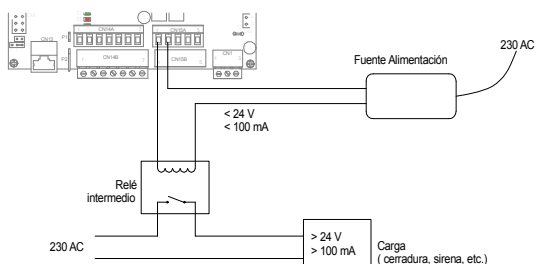 CN14A
CN15A
P1
CN13
P2
CN14B
CN15B
CN1
230 AC
Fuente Alimentación
< 24 V
< 100 mA
Relé
intermedio
230 AC
> 24 V
> 100 mA
Carga
( cerradura, sirena, etc.)